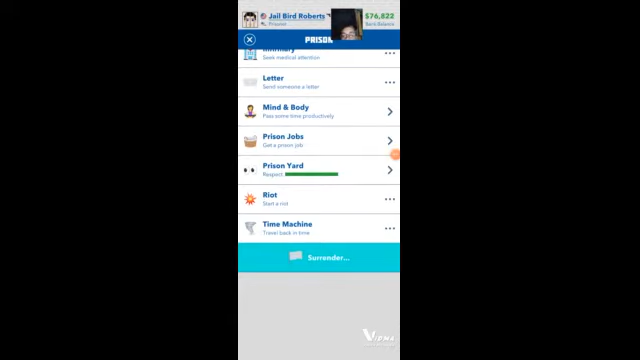 Jail Bird Roberts
$76,822
Prisoner
Bank Balance
PRISON
Infirmary
Seek medical attention
Letter
Send someone a letter
Mind & Body
Pass some time productively
Prison Jobs
Get a prison job
Prison Yard
Respect:
Riot
Start a riot
Time Machine
Travel back in time
Surrender...
VIDMA